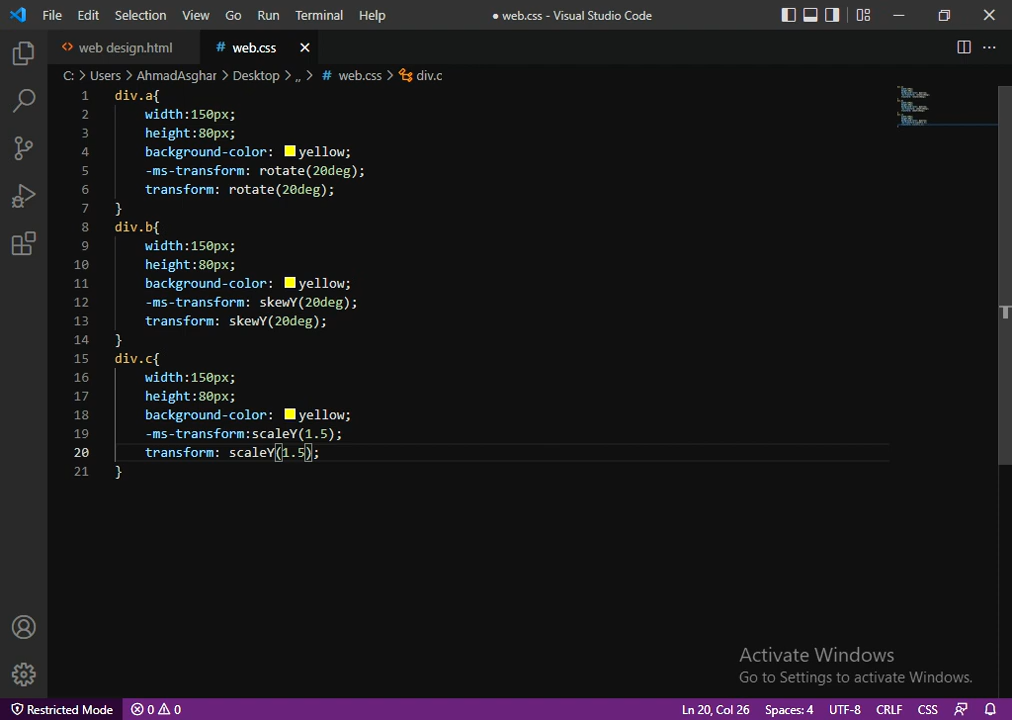 File Edit Selection View Go Run Terminal Help ● web.css - Visual Studio Code
<> web design.html # web.css ×
C: > Users > AhmadAsghar > Desktop > ,, > # web.css > div.c
1 div.a{
2 width:150px;
3 height:80px;
4 background-color: yellow;
5 -ms-transform: rotate(20deg);
6 transform: rotate(20deg);
7 }
8 div.b{
9 width:150px;
10 height:80px;
11 background-color: yellow;
12 -ms-transform: skewY(20deg);
13 transform: skewY(20deg);
14 }
15 div.c{
16 width:150px;
17 height:80px;
18 background-color: yellow;
19 -ms-transform:scaleY(1.5);
20 transform: scaleY(1.5);
21 }
Activate Windows
Go to Settings to activate Windows.
Restricted Mode 0 0 Ln 20, Col 26 Spaces: 4 UTF-8 CRLF CSS